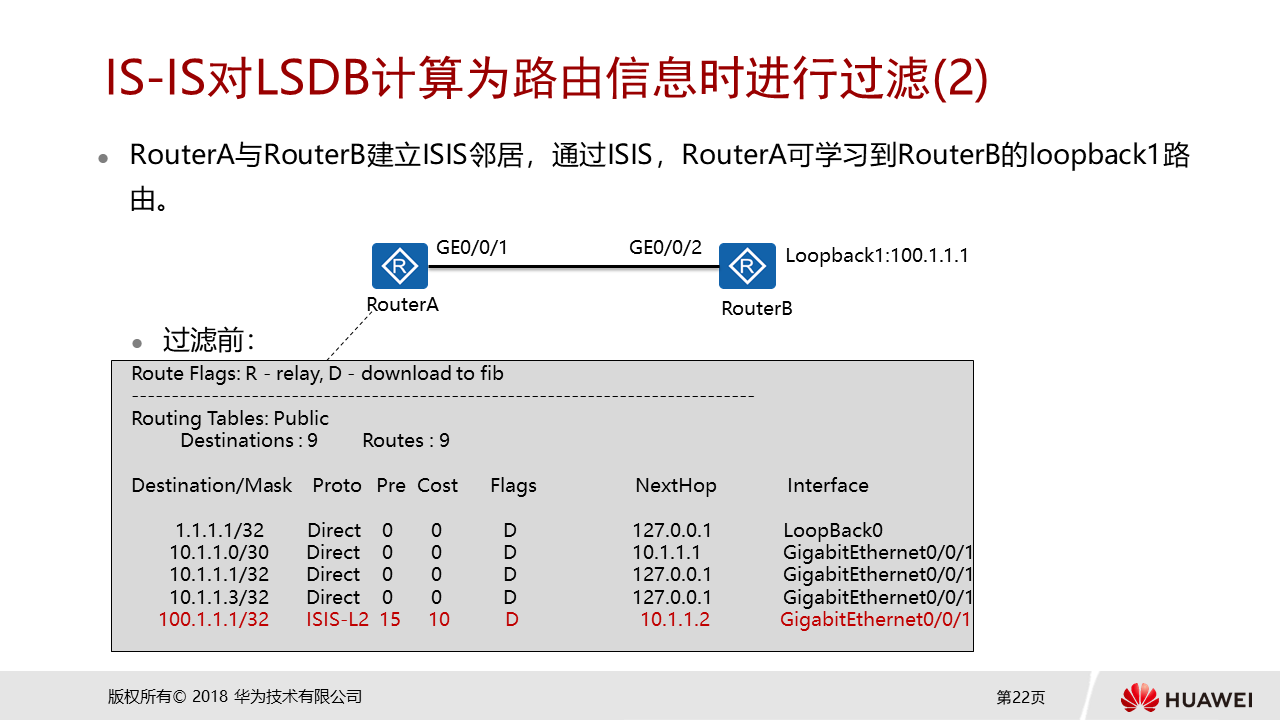 IS-IS对LSDB计算为路由信息时进行过滤(2)
RouterA与RouterB建立ISIS邻居，通过ISIS，RouterA可学习到RouterB的loopback1路
由。
GE0/0/1 GE0/0/2 Loopback1:100.1.1.1
R R
RouterA RouterB
过滤前：
Route Flags: R - relay, D - download to fib
------------------------------------------------------------------------------
Routing Tables: Public
Destinations : 9 Routes : 9
Destination/Mask Proto Pre Cost Flags NextHop Interface
1.1.1.1/32 Direct 0 0 D 127.0.0.1 LoopBack0
10.1.1.0/30 Direct 0 0 D 10.1.1.1 GigabitEthernet0/0/1
10.1.1.1/32 Direct 0 0 D 127.0.0.1 GigabitEthernet0/0/1
10.1.1.3/32 Direct 0 0 D 127.0.0.1 GigabitEthernet0/0/1
100.1.1.1/32 ISIS-L2 15 10 D 10.1.1.2 GigabitEthernet0/0/1
版权所有© 2018 华为技术有限公司 第22页 HUAWEI